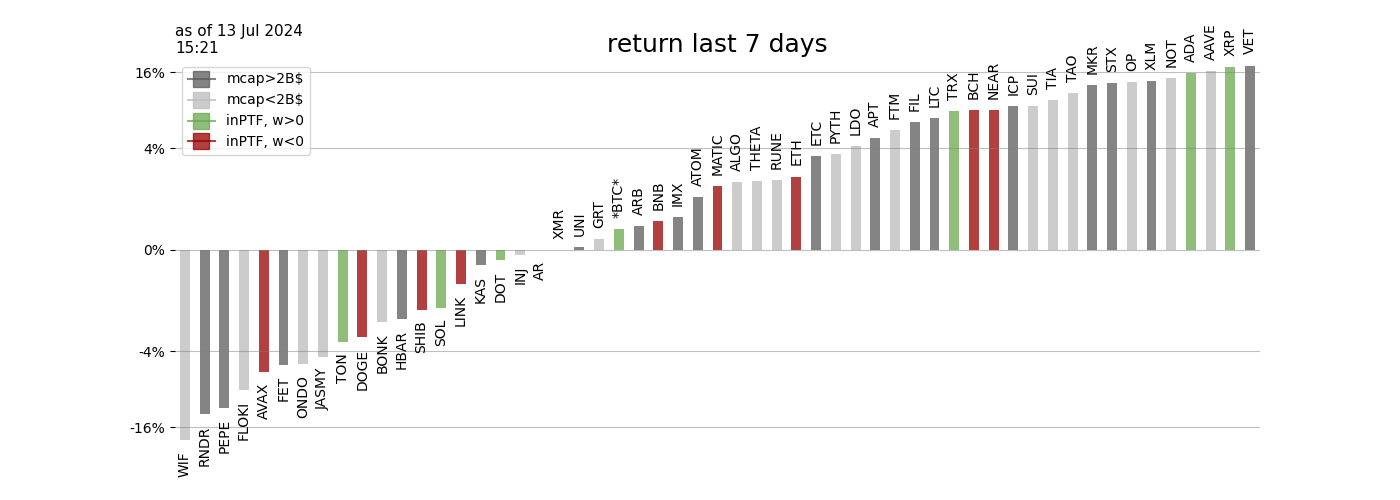 as of 13 Jul 2024
15:21
return last 7 days
mcap>2B$
mcap<2B$
inPTF, w>0
inPTF, w<0
16%
4%
0%
-4%
-16%
WIF
RNDR
PEPE
FLOKI
AVAX
FET
ONDO
JASMY
TON
DOGE
BONK
HBAR
SHIB
SOL
LINK
KAS
DOT
INJ
AR
XMR
UNI
GRT
*BTC*
ARB
BNB
IMX
ATOM
MATIC
ALGO
THETA
RUNE
ETH
ETC
PYTH
LDO
APT
FTM
FIL
LTC
TRX
BCH
NEAR
ICP
SUI
TIA
TAO
MKR
STX
OP
XLM
NOT
ADA
AAVE
XRP
VET